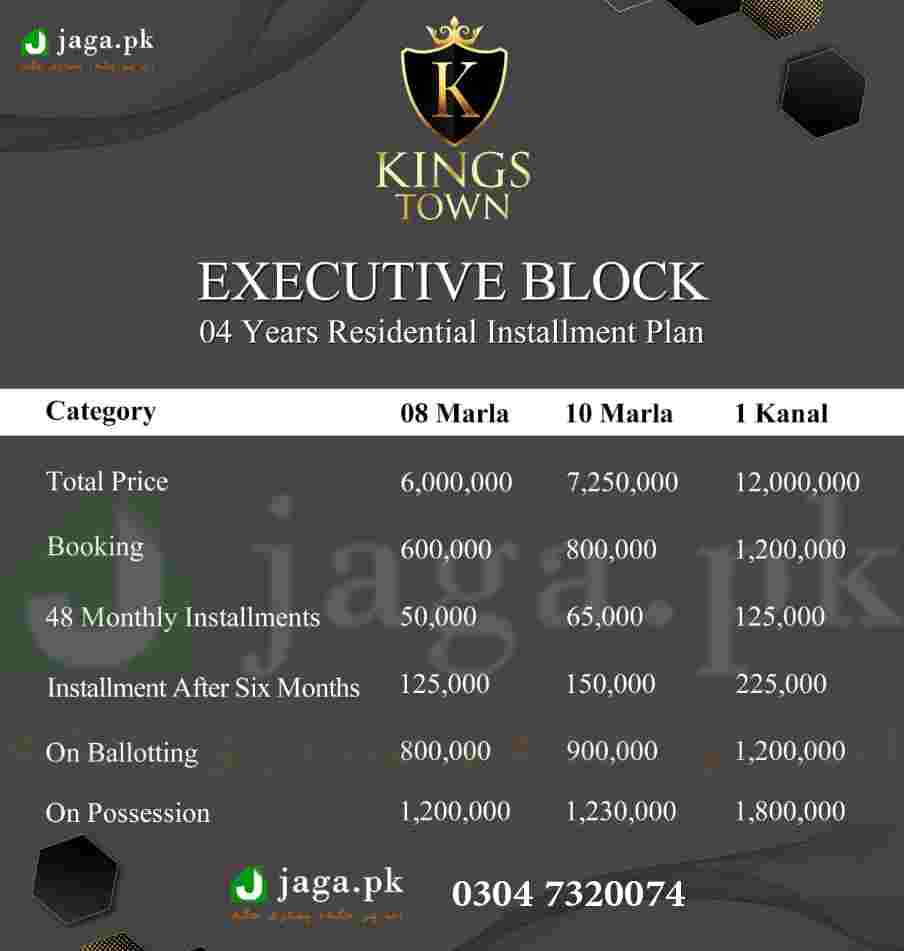 jaga.pk
K
KINGS
TOWN
EXECUTIVE BLOCK
04 Years Residential Installment Plan
Category 08 Marla 10 Marla 1 Kanal
Total Price 6,000,000 7,250,000 12,000,000
Booking 600,000 800,000 1,200,000
48 Monthly Installments 50,000 65,000 125,000
Installment After Six Months 125,000 150,000 225,000
On Ballotting 800,000 900,000 1,200,000
On Possession 1,200,000 1,230,000 1,800,000
jaga.pk
jaga.pk 0304 7320074